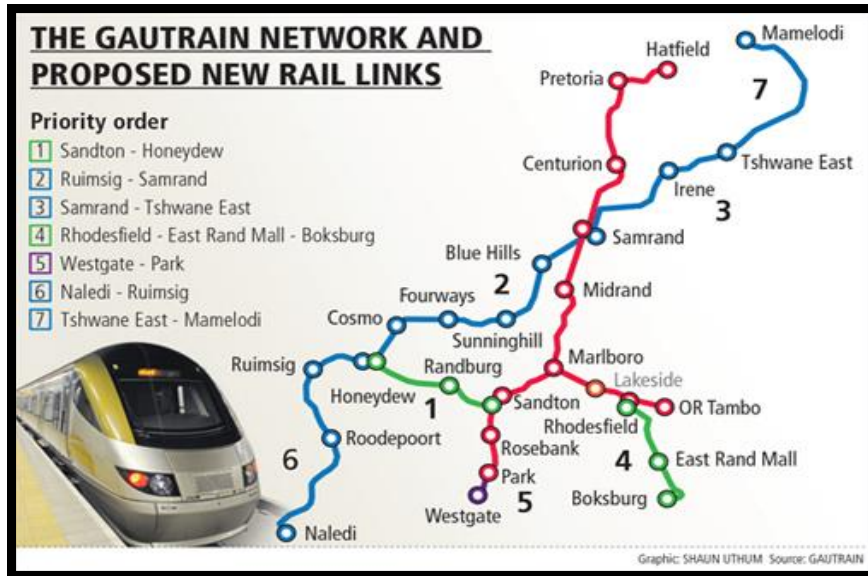 THE GAUTRAIN NETWORK AND
PROPOSED NEW RAIL LINKS
Priority order
1 Sandton - Honeydew
2 Ruimsig - Samrand
3 Samrand - Tshwane East
4 Rhodesfield - East Rand Mall - Boksburg
5 Westgate - Park
6 Naledi - Ruimsig
7 Tshwane East - Mamelodi
Mamelodi
Hatfield
Pretoria
7
Centurion
Tshwane East
Irene
3
Samrand
Blue Hills
2
Midrand
Fourways
Cosmo
Sunninghill
Ruimsig
Randburg
Marlboro
Lakeside
Honeydew
1
Sandton
OR Tambo
Rhodesfield
Roodepoort
Rosebank
6
4
East Rand Mall
Park
5
Boksburg
Westgate
Naledi
Graphic: SHAUN UTHUM Source: GAUTRAIN